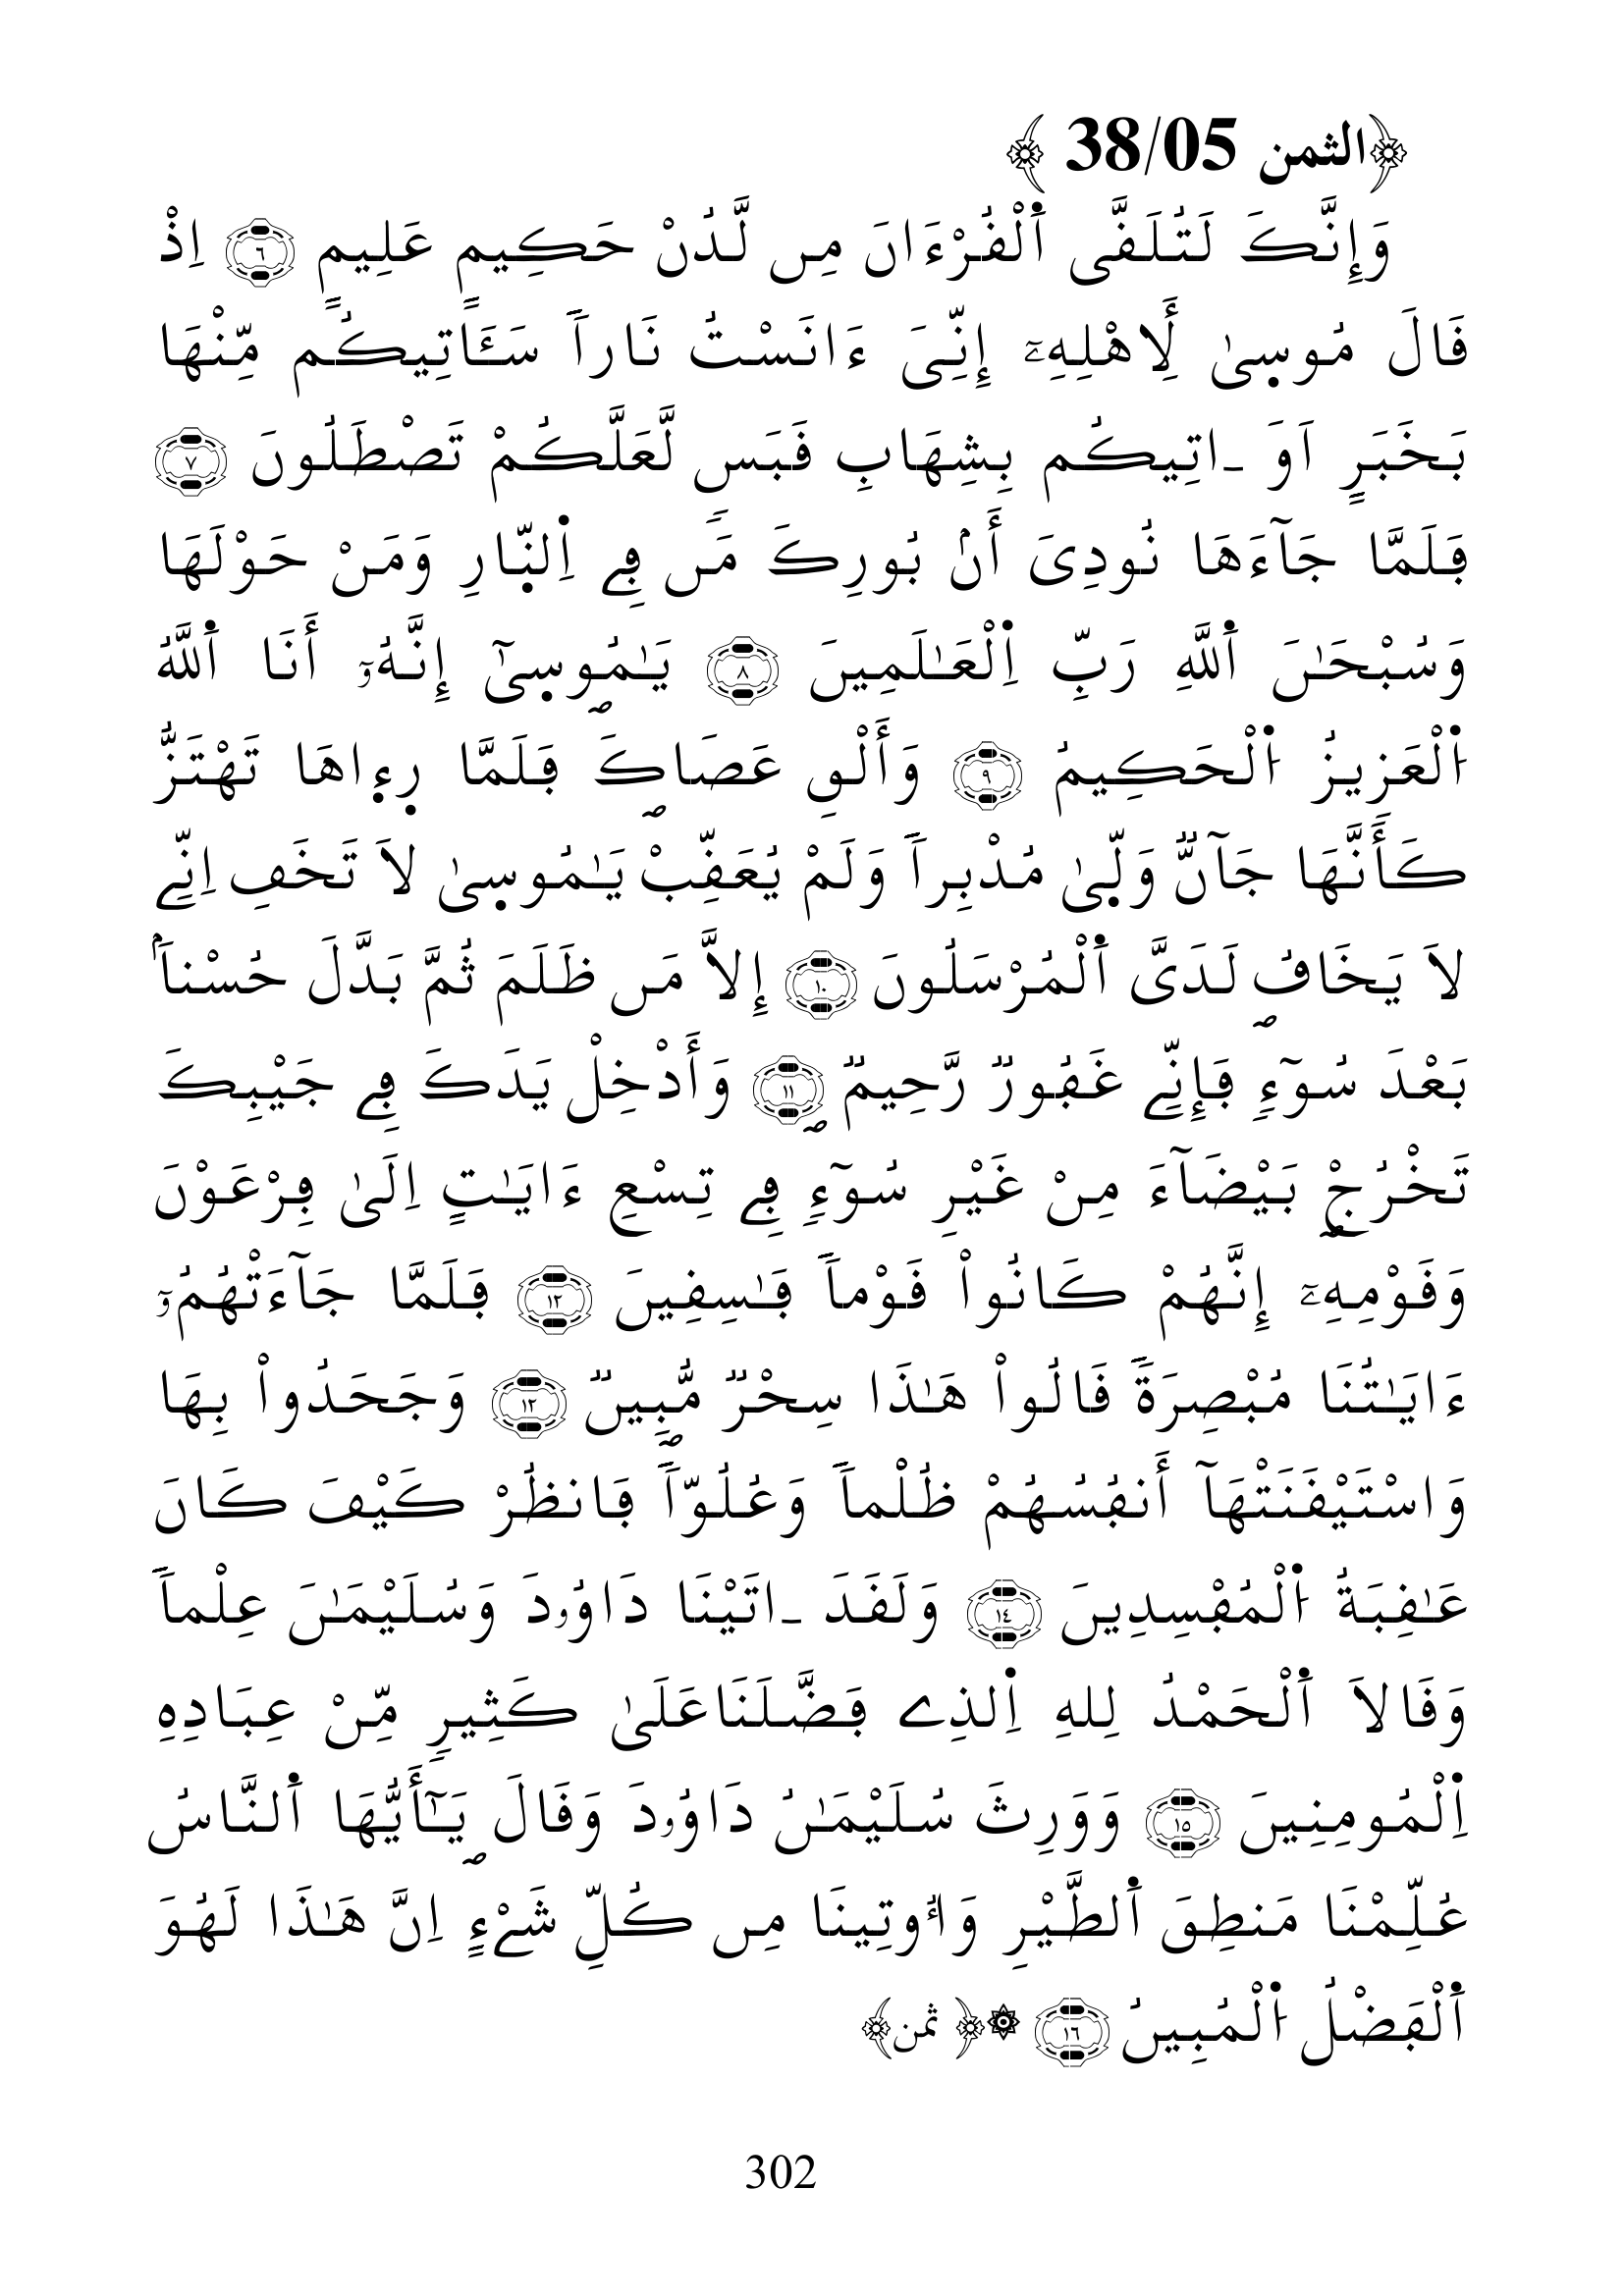 ﴿الثمن 38/05 ﴾
وَإِنَّكَ لَتُلَفَّى اَ۬لْفُرْءَانَ مِن لَّدُنْ حَكِيمٍ عَلِيمٍ ٦ اِذْ
فَالَ مُوس۪ىٰ لِأَهْلِهِۦٓ إِنِّىَ ءَانَسْتُ نَاراٗ سَـَٔاتِيكُم مِّنْهَا
بَخَبَرٍ اَوَ ـاتِيكُم بِشِهَابِ فَبَسٖ لَّعَلَّكُمْ تَصْطَلُونَ ٧
ڢَلَمَّا جَآءَهَا نُودِىَ أَنۢ بُورِكَ مَں ڢِے اِ۬لنّ۪ارِ وَمَنْ حَوْلَهَا
وَسُبْحَٰنَ اَ۬للَّهِ رَبِّ اِ۬لْعَٰلَمِينَ ٨ يَٰمُوس۪ىٰٓ إِنَّهُۥٓ أَنَا اَ۬للَّهُ
اُ۬لْعَزِيزُ اُ۬لْحَكِيمُ ٩ وَأَلْقِ عَصَاكَ ڢَلَمَّا ر۪ء۪اهَا تَهْتَزُّ
كَأَنَّهَا جَآنّٞ وَلّ۪ىٰ مُدْبِراٗ وَلَمْ يُعَفِّبْ يَٰمُوس۪ىٰ لَا تَخَفِ اِنِّے
لَا يَخَافُ لَدَىَّ اَ۬لْمُرْسَلُونَ ١٠ إِلَّا مَن ظَلَمَ ثُمَّ بَدَّلَ حُسْناَۢ
بَعْدَ سُوٓءٖ ڢَإِنِّے غَڢُورٞ رَّحِيمٞ ١١ وَأَدْخِلْ يَدَكَ ڢِے جَيْبِكَ
تَخْرُجْ بَيْضَآءَ مِنْ غَيْرِ سُوٓءٖ ڢِے تِسْعِ ءَايَٰتٍ اِلَىٰ ڢِرْعَوْنَ
وَفَوْمِهِۦٓ إِنَّهُمْ كَانُواْ فَوْماٗ ڢَٰسِفِينَ ١٢ ڢَلَمَّا جَآءَتْهُمُۥٓ
ءَايَٰتُنَا مُبْصِرَةٗ فَالُواْ هَٰذَا سِحْرٞ مُّبِينٞ ١٣ وَجَحَدُواْ بِهَا
وَاسْتَيْفَنَتْهَآ أَنڢُسُهُمْ ظُلْماٗ وَعُلُوّاٗ ڢَانظُرْ كَيْفَ كَانَ
عَٰفِبَةُ اُ۬لْمُڢْسِدِينَ ١٤ وَلَفَدَ ـاتَيْنَا دَاوُۥدَ وَسُلَيْمَٰنَ عِلْماٗ
وَفَالَا اَ۬لْحَمْدُ لِلهِ اِ۬لذِے ڢَضَّلَنَاعَلَىٰ كَثِيرٖ مِّنْ عِبَادِهِ
اِ۬لْمُومِنِينَ ١٥ وَوَرِثَ سُلَيْمَٰنُ دَاوُۥدَ وَفَالَ يَٰٓأَيُّهَا اَ۬لنَّاسُ
عُلِّمْنَا مَنطِقَ اَ۬لطَّيْرِ وَاُوتِينَا مِن كُلِّ شَےْءٍ اِنَّ هَٰذَا لَهُوَ
اَ۬لْڢَضْلُ اُ۬لْمُبِينُ ١٦ ۞﴿ ثمن﴾
302